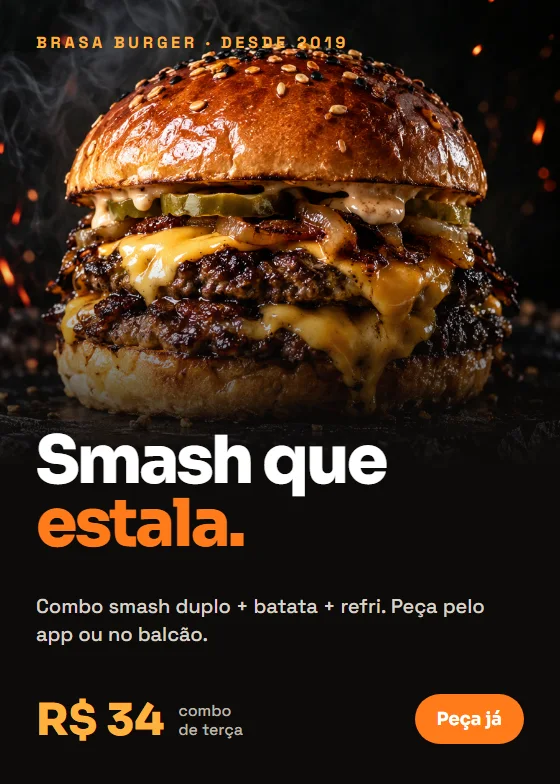 BRASA BURGER · DESDE 2019
Smash que
estala.
Combo smash duplo + batata + refri. Peça pelo
app ou no balcão.
R$ 34
combo
de terça
Peça já